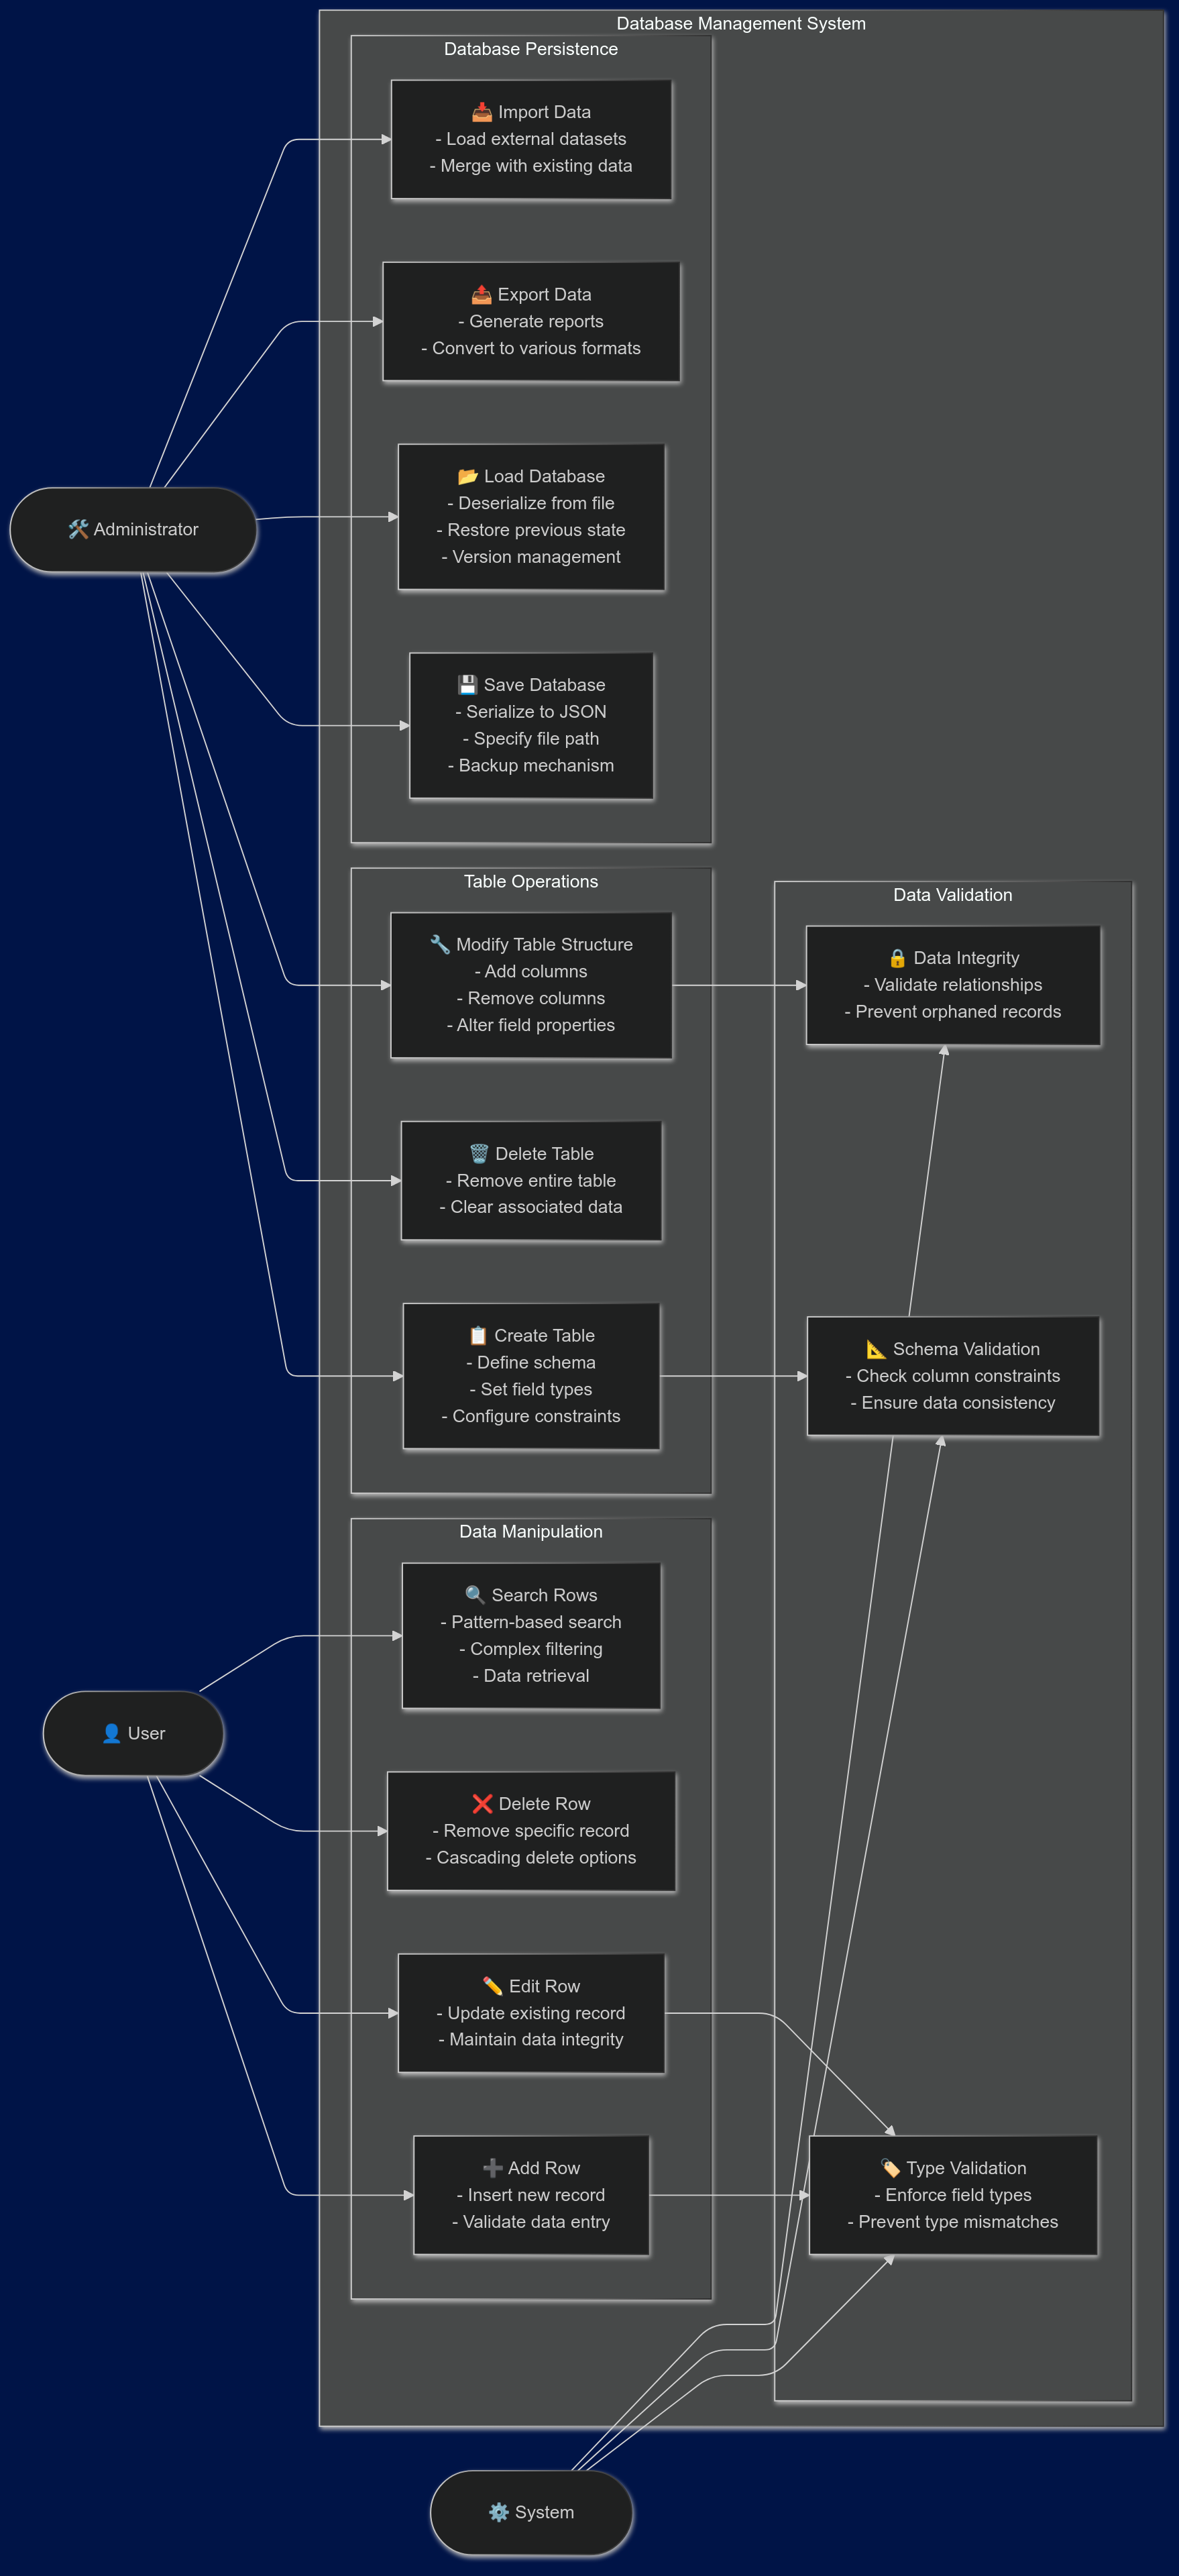 Database Management System
Database Persistence
📥 Import Data
- Load external datasets
- Merge with existing data
📤 Export Data
- Generate reports
- Convert to various formats
📂 Load Database
- Deserialize from file
- Restore previous state
- Version management
🛠️ Administrator
💾 Save Database
- Serialize to JSON
- Specify file path
- Backup mechanism
Table Operations
🔧 Modify Table Structure
- Add columns
- Remove columns
- Alter field properties
🗑️ Delete Table
- Remove entire table
- Clear associated data
📋 Create Table
- Define schema
- Set field types
- Configure constraints
Data Validation
🔒 Data Integrity
- Validate relationships
- Prevent orphaned records
📐 Schema Validation
- Check column constraints
- Ensure data consistency
Data Manipulation
🔍 Search Rows
- Pattern-based search
- Complex filtering
- Data retrieval
👤 User
❌ Delete Row
- Remove specific record
- Cascading delete options
✏️ Edit Row
- Update existing record
- Maintain data integrity
➕ Add Row
- Insert new record
- Validate data entry
🏷️ Type Validation
- Enforce field types
- Prevent type mismatches
⚙️ System